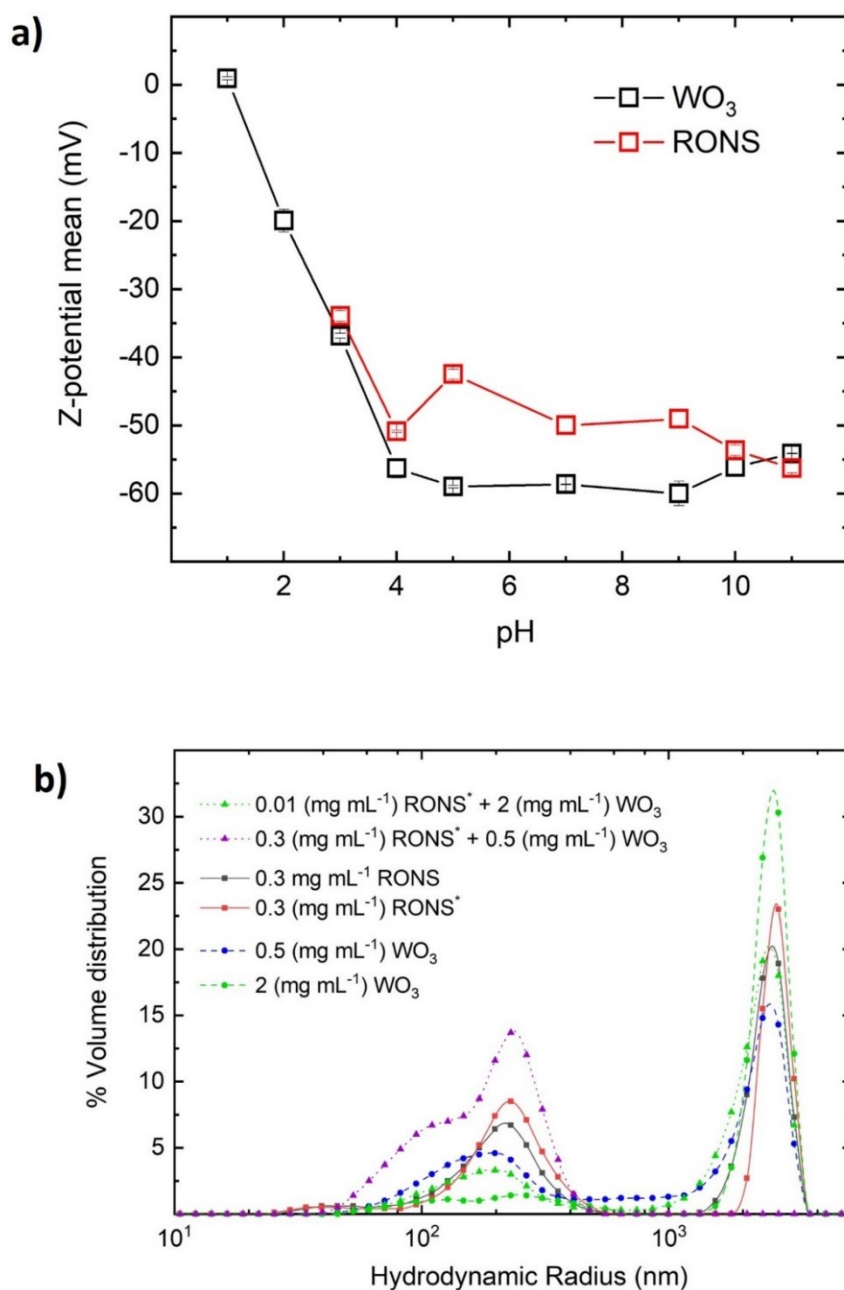 a)
Z-potential mean (mV)
0
-10
-20
-30
-40
-50
-60
WO₃
RONS
2
4
6
8
10
pH
b)
% Volume distribution
30
25
20
15
10
5
0.01 (mg mL⁻¹) RONS* + 2 (mg mL⁻¹) WO₃
0.3 (mg mL⁻¹) RONS* + 0.5 (mg mL⁻¹) WO₃
0.3 mg mL⁻¹ RONS
0.3 (mg mL⁻¹) RONS*
0.5 (mg mL⁻¹) WO₃
2 (mg mL⁻¹) WO₃
10¹
10²
10³
Hydrodynamic Radius (nm)